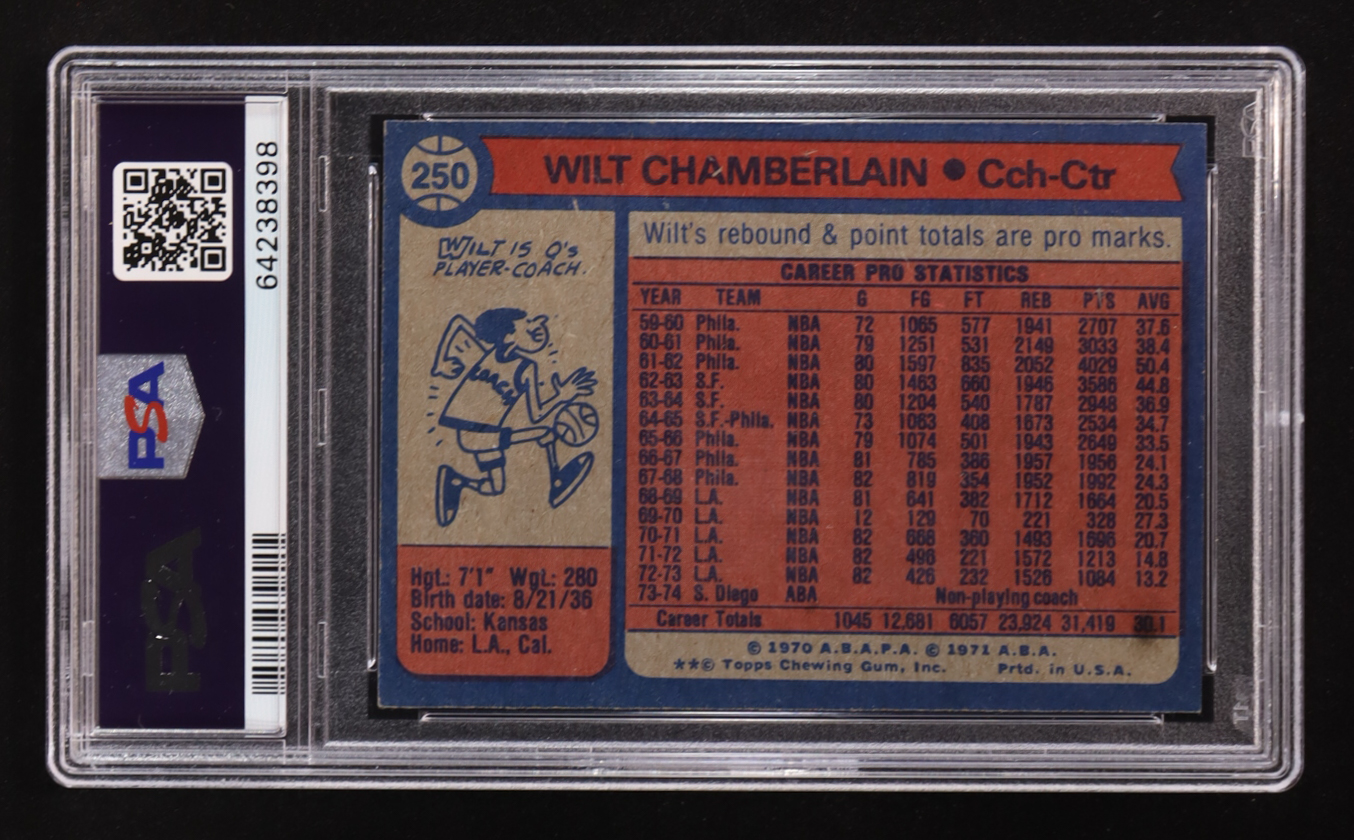 64238398
PSA
PSA
250
WILT CHAMBERLAIN • Cch-Ctr
WILT IS Q's
PLAYER-COACH.
COACH
Hgt.: 7'1" Wgt.: 280
Birth date: 8/21/36
School: Kansas
Home: L.A., Cal.
Wilt's rebound & point totals are pro marks.
CAREER PRO STATISTICS
YEAR TEAM G FG FT REB PTS AVG
59-60 Phila. NBA 72 1065 577 1941 2707 37.6
60-61 Phila. NBA 79 1251 531 2149 3033 38.4
61-62 Phila. NBA 80 1597 835 2052 4029 50.4
62-63 S.F. NBA 80 1463 660 1946 3586 44.8
63-64 S.F. NBA 80 1204 540 1787 2948 36.9
64-65 S.F.-Phila. NBA 73 1063 408 1673 2534 34.7
65-66 Phila. NBA 79 1074 501 1943 2649 33.5
66-67 Phila. NBA 81 785 386 1957 1956 24.1
67-68 Phila. NBA 82 819 354 1952 1992 24.3
68-69 L.A. NBA 81 641 382 1712 1664 20.5
69-70 L.A. NBA 12 129 70 221 328 27.3
70-71 L.A. NBA 82 668 360 1493 1696 20.7
71-72 L.A. NBA 82 496 221 1572 1213 14.8
72-73 L.A. NBA 82 426 232 1526 1084 13.2
73-74 S. Diego ABA Non-playing coach
Career Totals 1045 12,681 6057 23,924 31,419 30.1
© 1970 A.B.A.P.A. © 1971 A.B.A.
**© Topps Chewing Gum, Inc. Prtd. in U.S.A.
PSA